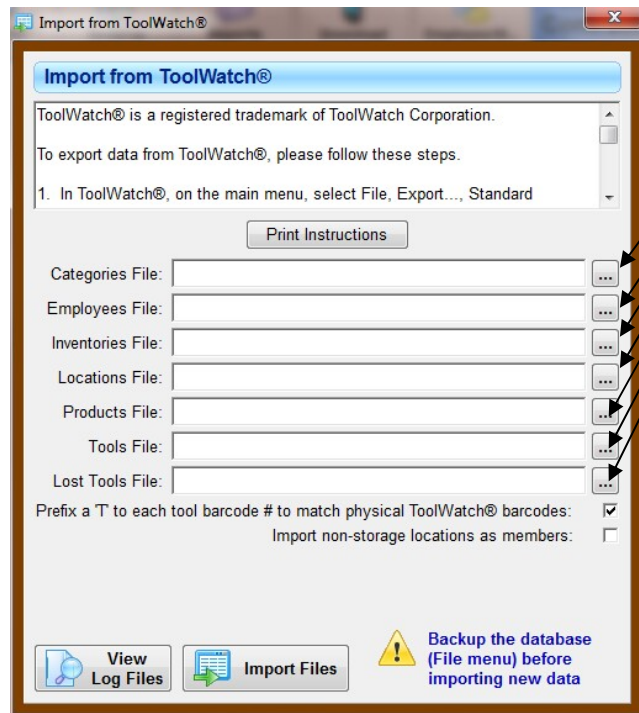 Import from ToolWatch®
Import from ToolWatch®
ToolWatch® is a registered trademark of ToolWatch Corporation.
To export data from ToolWatch®, please follow these steps.
1. In ToolWatch®, on the main menu, select File, Export..., Standard
Print Instructions
Categories File: ...
Employees File: ...
Inventories File: ...
Locations File: ...
Products File: ...
Tools File: ...
Lost Tools File: ...
Prefix a 'T' to each tool barcode # to match physical ToolWatch® barcodes:
Import non-storage locations as members:
View
Log Files
Import Files
Backup the database
(File menu) before
importing new data